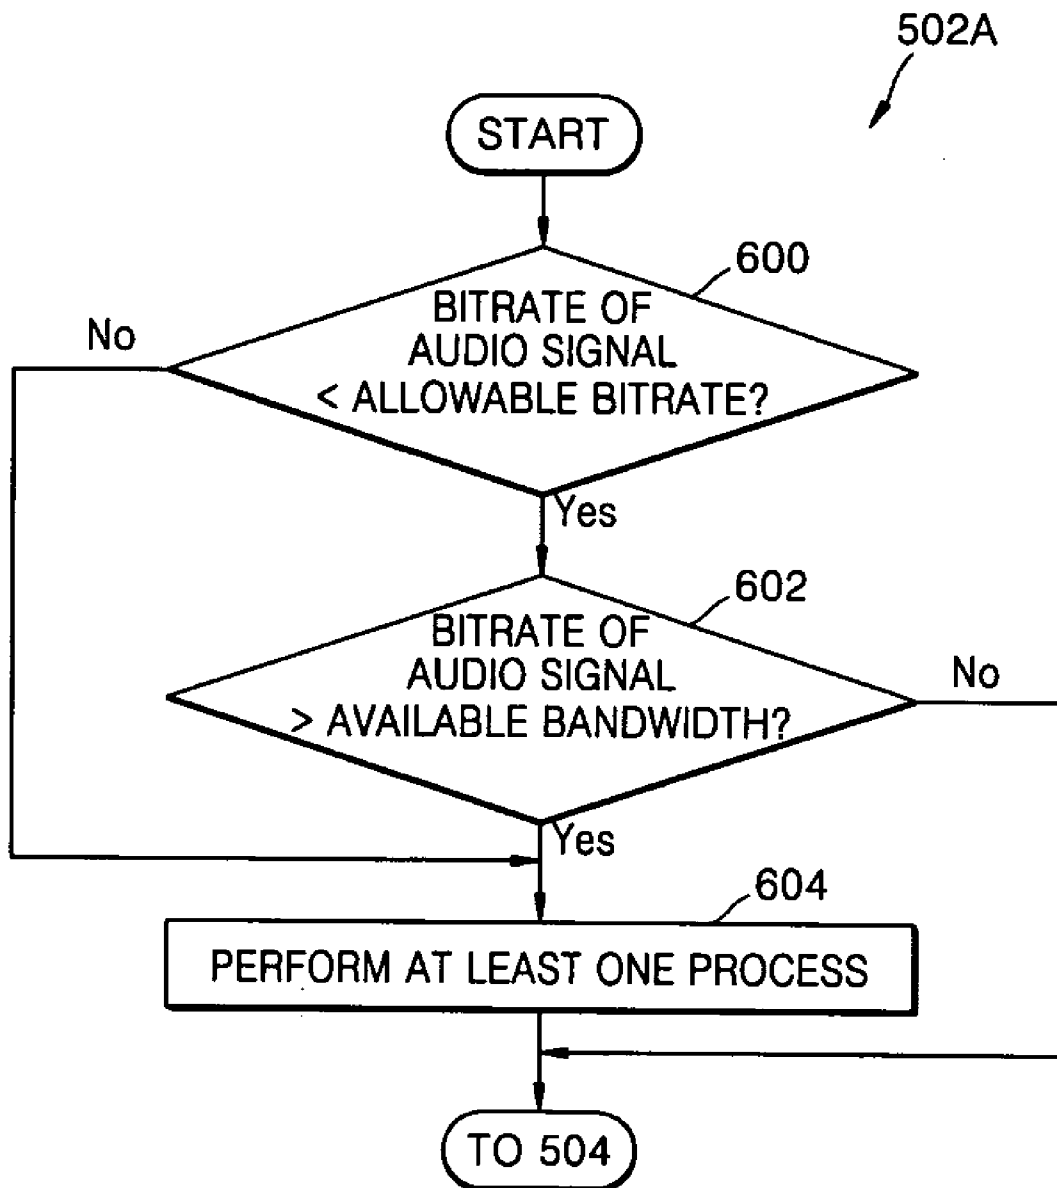 502A
START
600
BITRATE OF
AUDIO SIGNAL
< ALLOWABLE BITRATE?
No
Yes
602
BITRATE OF
AUDIO SIGNAL
> AVAILABLE BANDWIDTH?
No
Yes
604
PERFORM AT LEAST ONE PROCESS
TO 504